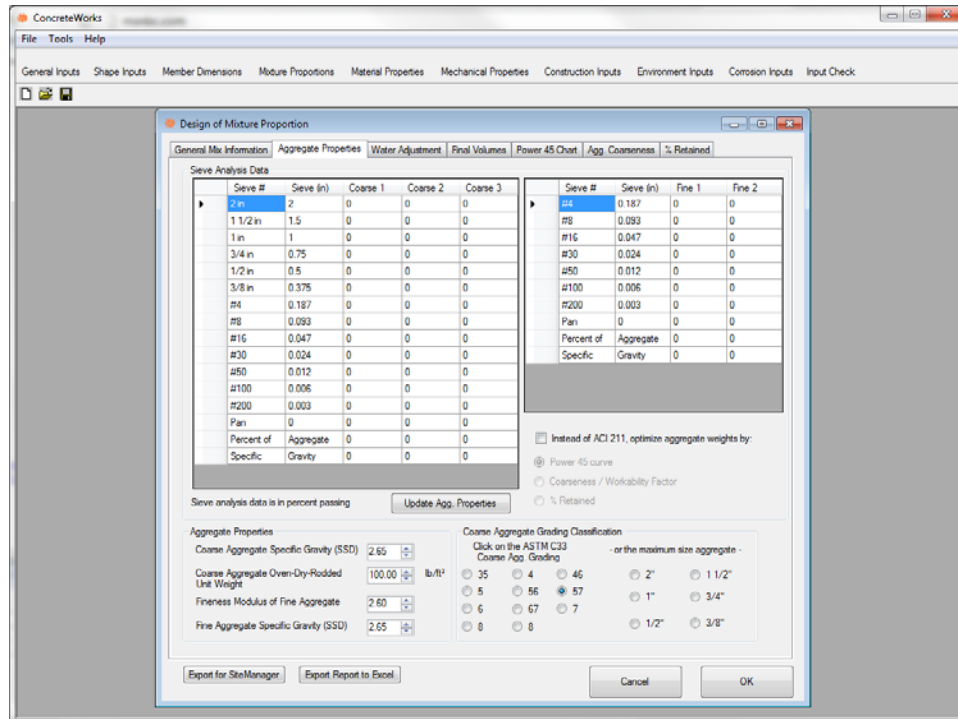 ConcreteWorks
File Tools Help
General Inputs Shape Inputs Member Dimensions Mixture Proportions Material Properties Mechanical Properties Construction Inputs Environment Inputs Corrosion Inputs Input Check
Design of Mixture Proportion
General Mix Information Aggregate Properties Water Adjustment Final Volumes Power 45 Chart Agg. Coarseness % Retained
Sieve Analysis Data
Sieve # Sieve (in) Coarse 1 Coarse 2 Coarse 3
2 in 2 0 0 0
1 1/2 in 1.5 0 0 0
1 in 1 0 0 0
3/4 in 0.75 0 0 0
1/2 in 0.5 0 0 0
3/8 in 0.375 0 0 0
#4 0.187 0 0 0
#8 0.093 0 0 0
#16 0.047 0 0 0
#30 0.024 0 0 0
#50 0.012 0 0 0
#100 0.006 0 0 0
#200 0.003 0 0 0
Pan 0 0 0 0
Percent of Aggregate 0 0 0
Specific Gravity 0 0 0
Sieve # Sieve (in) Fine 1 Fine 2
#4 0.187 0 0
#8 0.093 0 0
#16 0.047 0 0
#30 0.024 0 0
#50 0.012 0 0
#100 0.006 0 0
#200 0.003 0 0
Pan 0 0 0
Percent of Aggregate 0 0
Specific Gravity 0 0
Instead of ACI 211, optimize aggregate weights by:
Power 45 curve
Coarseness / Workability Factor
% Retained
Sieve analysis data is in percent passing
Update Agg. Properties
Aggregate Properties
Coarse Aggregate Specific Gravity (SSD) 2.65
Coarse Aggregate Oven-Dry-Rodded 100.00 lb/ft³
Unit Weight
Fineness Modulus of Fine Aggregate 2.60
Fine Aggregate Specific Gravity (SSD) 2.65
Coarse Aggregate Grading Classification
Click on the ASTM C33
Coarse Agg. Grading
- or the maximum size aggregate -
35 4 46 2" 1 1/2"
5 56 57 1" 3/4"
6 67 7
8 8 1/2" 3/8"
Export for SiteManager Export Report to Excel Cancel OK